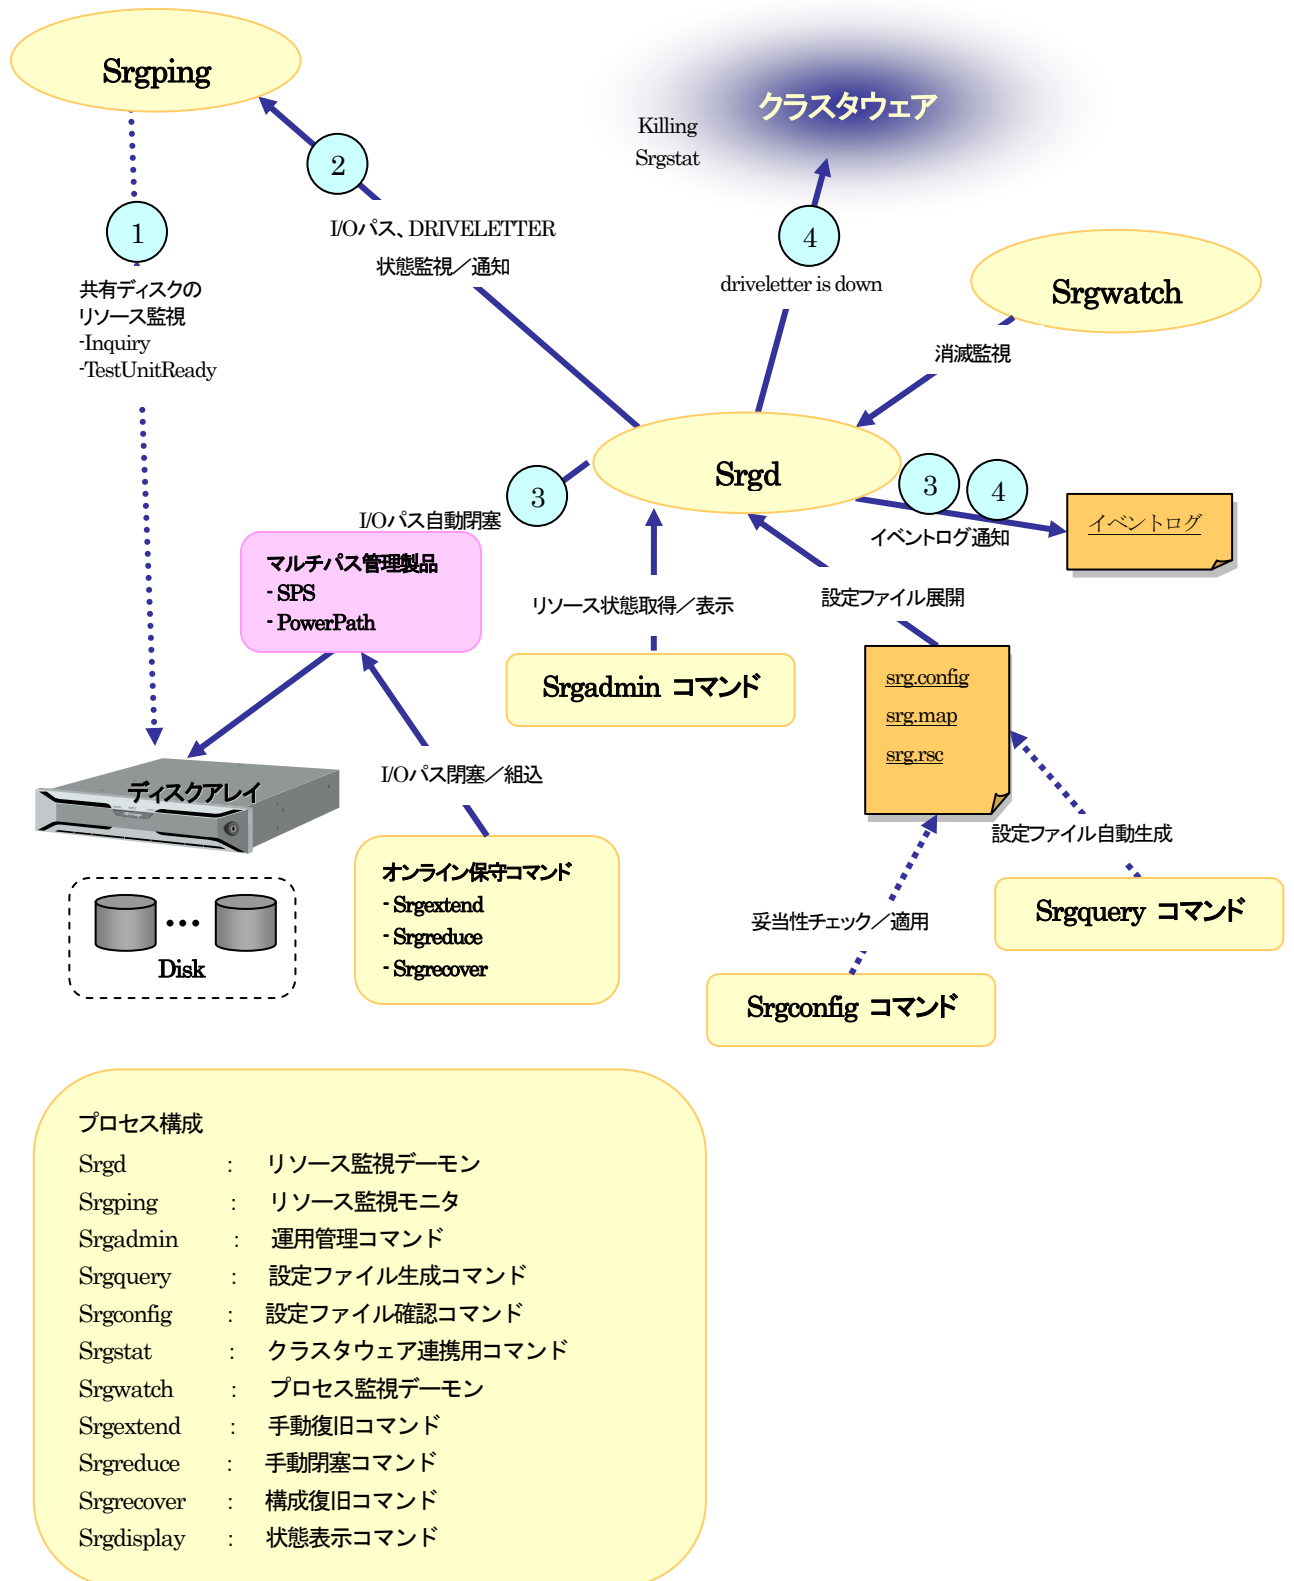 Srgping
クラスタウェア
Killing
Srgstat
2
1
I/Oパス、DRIVELETTER
状態監視／通知
4
driveletter is down
Srgwatch
共有ディスクの
リソース監視
-Inquiry
-TestUnitReady
消滅監視
Srgd
3
3
4
I/Oパス自動閉塞
イベントログ
イベントログ通知
マルチパス管理製品
- SPS
- PowerPath
リソース状態取得／表示
設定ファイル展開
Srgadmin コマンド
srg.config
srg.map
srg.rsc
ディスクアレイ
I/Oパス閉塞／組込
設定ファイル自動生成
オンライン保守コマンド
- Srgextend
- Srgreduce
- Srgrecover
Srgquery コマンド
妥当性チェック／適用
Disk
Srgconfig コマンド
プロセス構成
Srgd : リソース監視デーモン
Srgping : リソース監視モニタ
Srgadmin : 運用管理コマンド
Srgquery : 設定ファイル生成コマンド
Srgconfig : 設定ファイル確認コマンド
Srgstat : クラスタウェア連携用コマンド
Srgwatch : プロセス監視デーモン
Srgextend : 手動復旧コマンド
Srgreduce : 手動閉塞コマンド
Srgrecover : 構成復旧コマンド
Srgdisplay : 状態表示コマンド